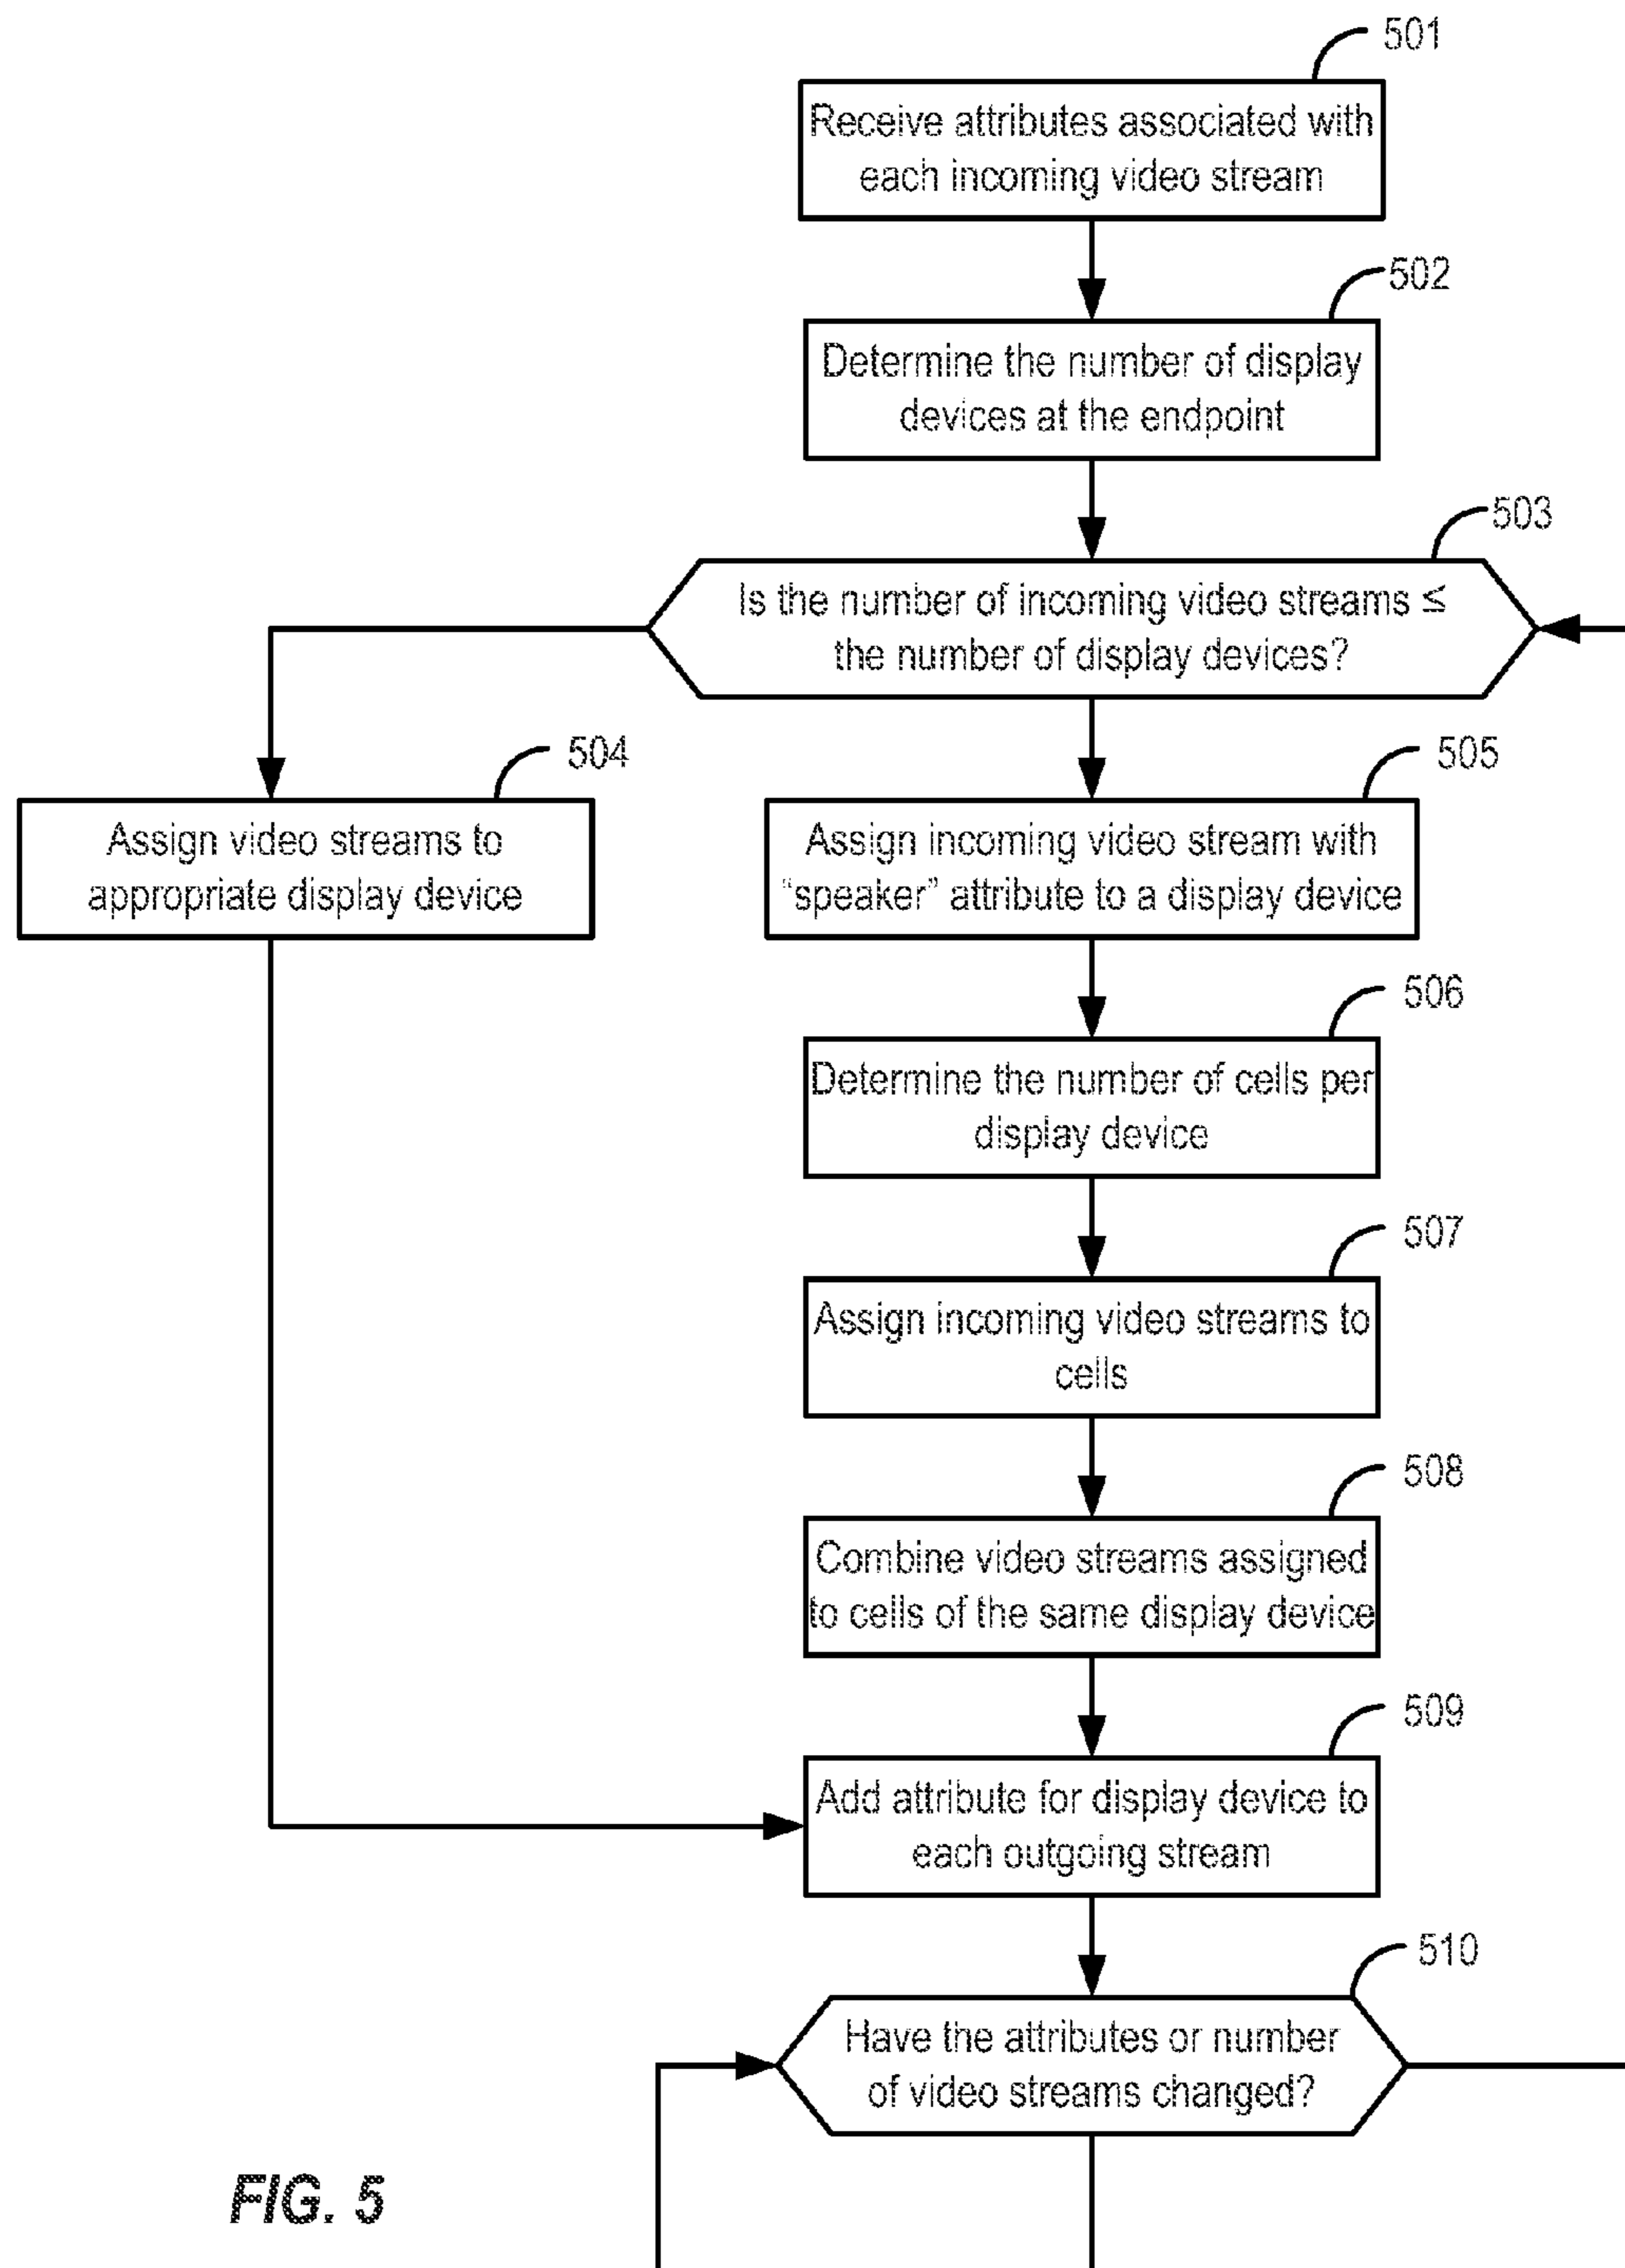 501
Receive attributes associated with
each incoming video stream
502
Determine the number of display
devices at the endpoint
503
Is the number of incoming video streams ≤
the number of display devices?
504
Assign video streams to
appropriate display device
505
Assign incoming video stream with
“speaker” attribute to a display device
506
Determine the number of cells per
display device
507
Assign incoming video streams to
cells
508
Combine video streams assigned
to cells of the same display device
509
Add attribute for display device to
each outgoing stream
510
Have the attributes or number
of video streams changed?
FIG. 5